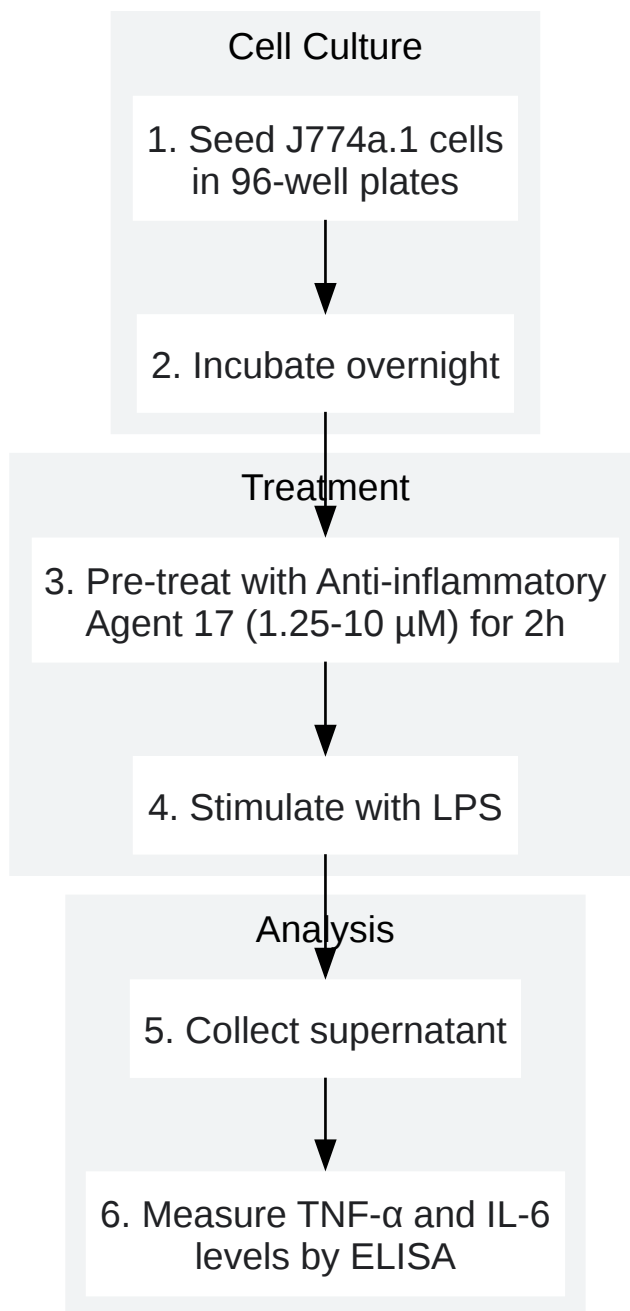 Cell Culture
1. Seed J774a.1 cells
in 96-well plates
2. Incubate overnight
Treatment
3. Pre-treat with Anti-inflammatory
Agent 17 (1.25-10 µM) for 2h
4. Stimulate with LPS
Analysis
5. Collect supernatant
6. Measure TNF-α and IL-6
levels by ELISA